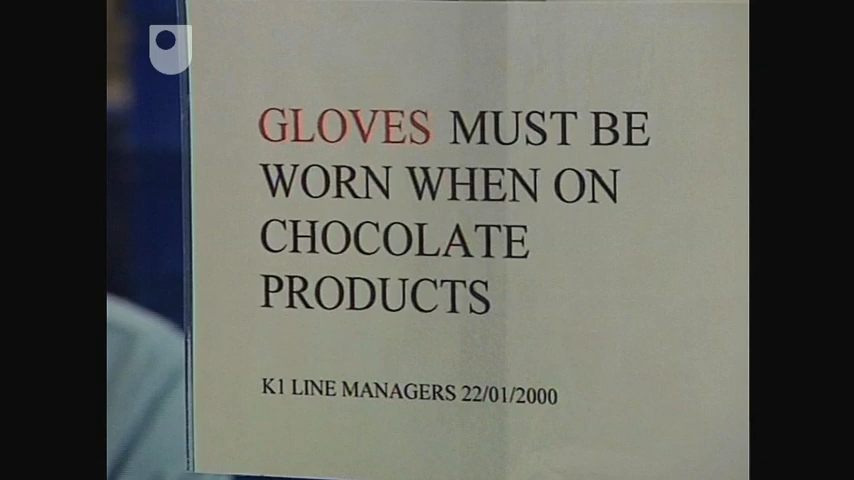 GLOVES MUST BE
WORN WHEN ON
CHOCOLATE
PRODUCTS
K1 LINE MANAGERS 22/01/2000